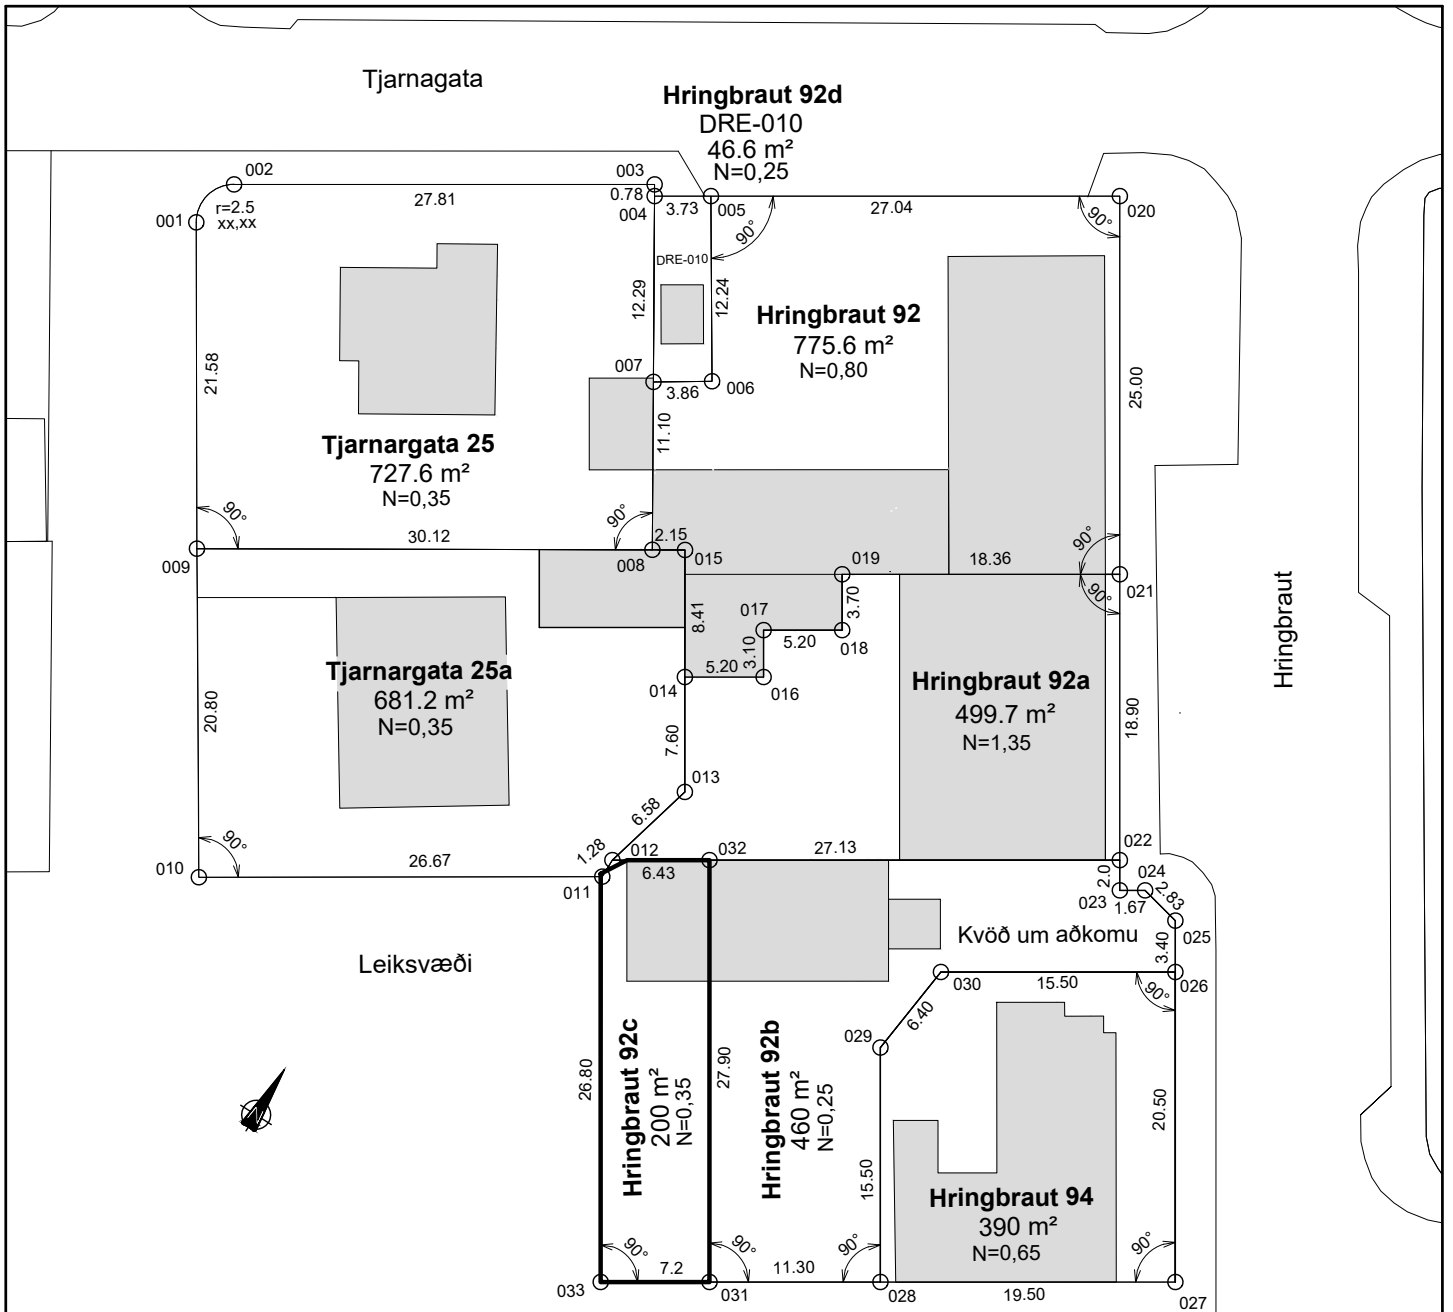 Tjarnagata
Hringbraut 92d
DRE-010
46.6 m²
N=0,25
002
003
001
r=2.5
xx,xx
27.81
0.78
004
3.73
005
27.04
90°
90°
020
DRE-010
12.29
12.24
Hringbraut 92
775.6 m²
N=0,80
21.58
007
3.86
006
25.00
11.10
Tjarnargata 25
727.6 m²
N=0,35
90°
90°
30.12
2.15
009
008
015
019
18.36
90°
021
90°
8.41
017
3.70
3.10
5.20
018
5.20
014
016
Tjarnargata 25a
681.2 m²
N=0,35
20.80
Hringbraut 92a
499.7 m²
N=1,35
18.90
Hringbraut
7.60
013
6.58
90°
1.28
012
032
27.13
022
010
26.67
011
6.43
2.0
024
023
1.67
2.83
Leiksvæði
Kvöð um aðkomu
025
3.40
030
15.50
90°
026
6.40
029
26.80
Hringbraut 92c
200 m²
N=0,35
27.90
Hringbraut 92b
460 m²
N=0,25
20.50
15.50
Hringbraut 94
390 m²
N=0,65
90°
90°
90°
90°
033
7.2
031
11.30
028
19.50
027